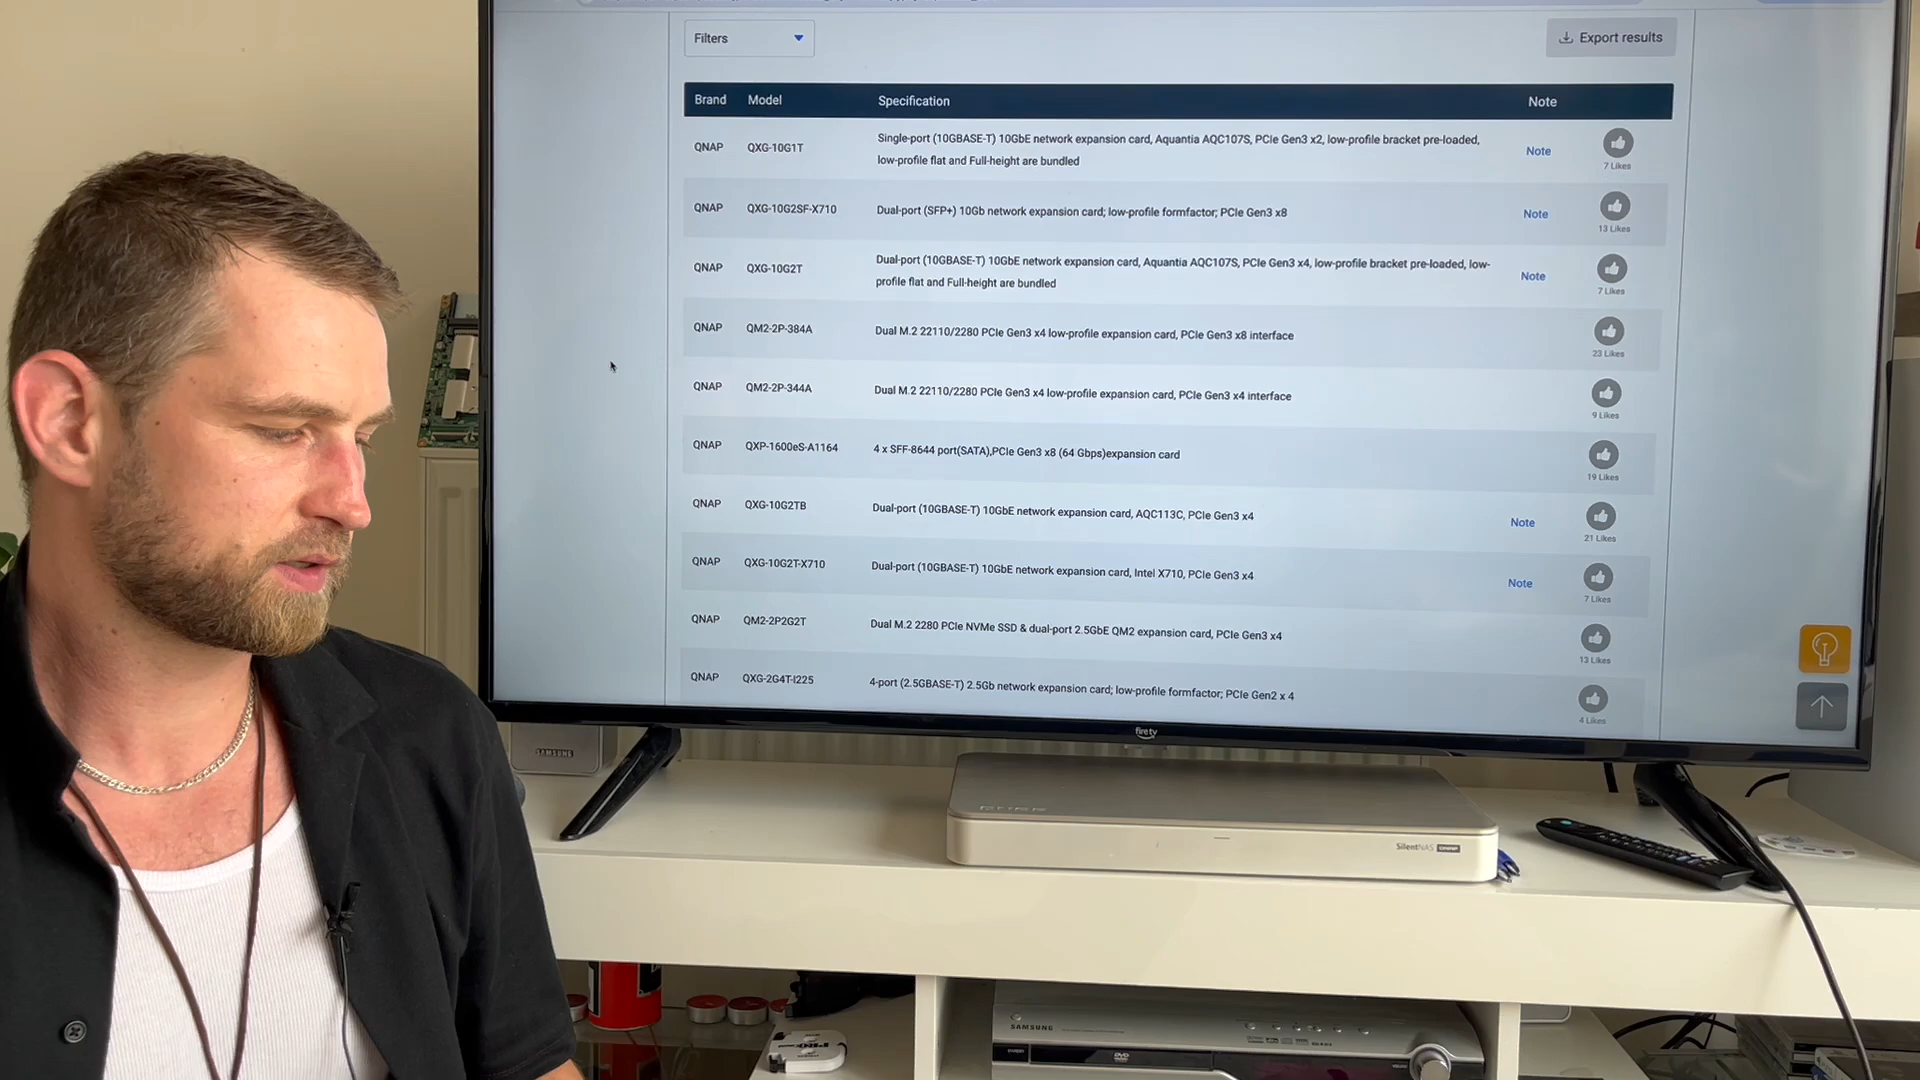 Filters
Export results
Brand Model Specification Note
QNAP QXG-10G1T Single-port (10GBASE-T) 10GbE network expansion card, Aquantia AQC107S, PCIe Gen3 x2, low-profile bracket pre-loaded,
low-profile flat and Full-height are bundled
Note
7 Likes
QNAP QXG-10G2SF-X710 Dual-port (SFP+) 10Gb network expansion card; low-profile formfactor; PCIe Gen3 x8
Note
13 Likes
QNAP QXG-10G2T Dual-port (10GBASE-T) 10GbE network expansion card, Aquantia AQC107S, PCIe Gen3 x4, low-profile bracket pre-loaded, low-
profile flat and Full-height are bundled
Note
7 Likes
QNAP QM2-2P-384A Dual M.2 22110/2280 PCIe Gen3 x4 low-profile expansion card, PCIe Gen3 x8 interface
23 Likes
QNAP QM2-2P-344A Dual M.2 22110/2280 PCIe Gen3 x4 low-profile expansion card, PCIe Gen3 x4 interface
9 Likes
QNAP QXP-1600eS-A1164 4 x SFF-8644 port(SATA),PCIe Gen3 x8 (64 Gbps)expansion card
19 Likes
QNAP QXG-10G2TB Dual-port (10GBASE-T) 10GbE network expansion card, AQC113C, PCIe Gen3 x4
Note
21 Likes
QNAP QXG-10G2T-X710 Dual-port (10GBASE-T) 10GbE network expansion card, Intel X710, PCIe Gen3 x4
Note
7 Likes
QNAP QM2-2P2G2T Dual M.2 2280 PCIe NVMe SSD & dual-port 2.5GbE QM2 expansion card, PCIe Gen3 x4
13 Likes
QNAP QXG-2G4T-I225 4-port (2.5GBASE-T) 2.5Gb network expansion card; low-profile formfactor; PCIe Gen2 x 4
4 Likes
firetv
SAMSUNG
SilentNAS
SAMSUNG